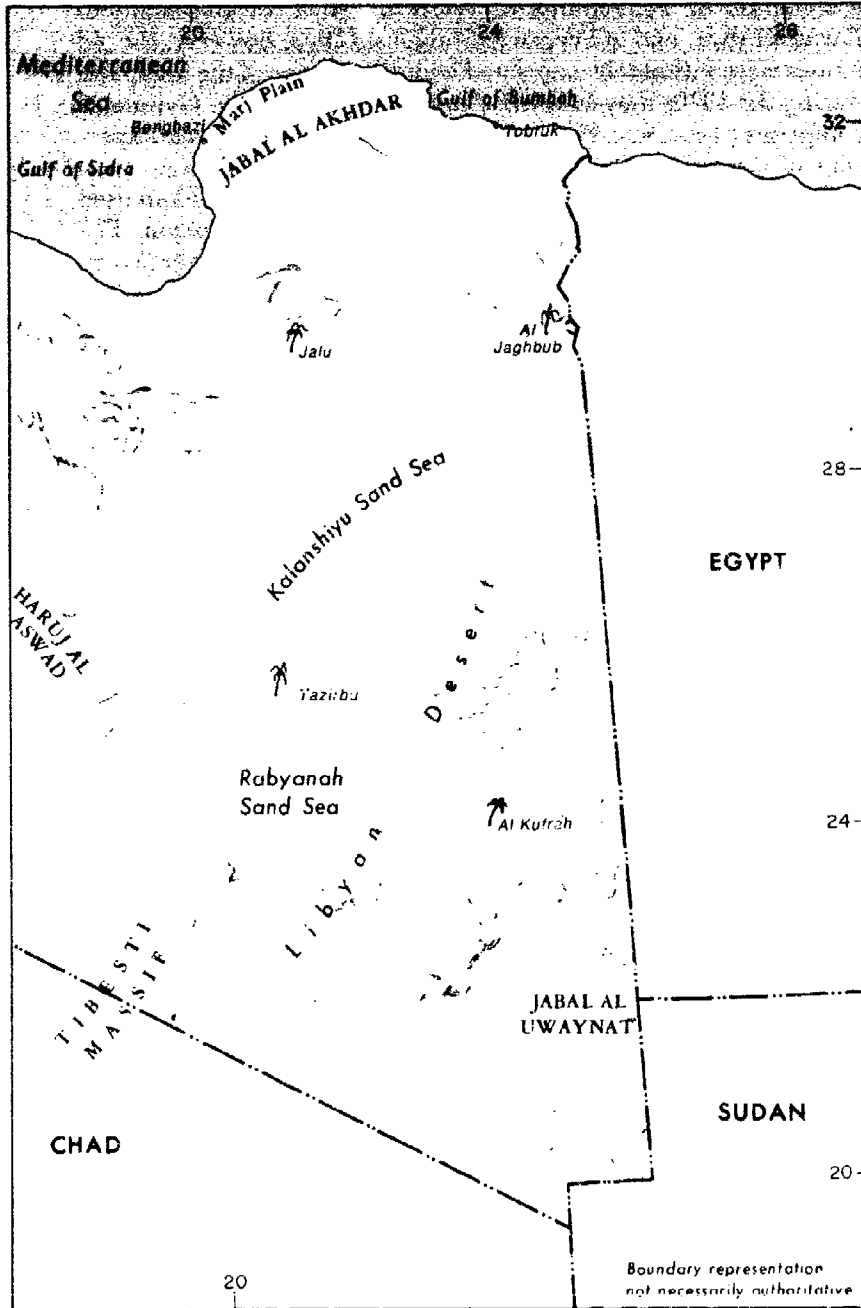 20
24
28
Mediterranean
Sea
Marj Plain
Gulf of Bumbah
Benghazi
JABAL AL AKHDAR
Tobruk
32
Gulf of Sidra
Al
Jalu
Jaghbub
28
Kalanshiyu Sand Sea
EGYPT
HARUJ AL
ASWAD
Desert
Tazirbu
Rabyanah
Sand Sea
Al Kufrah
24
Libyan
TIBESTI
MASSIF
JABAL AL
UWAYNAT
SUDAN
CHAD
20
20
Boundary representation
not necessarily authoritative